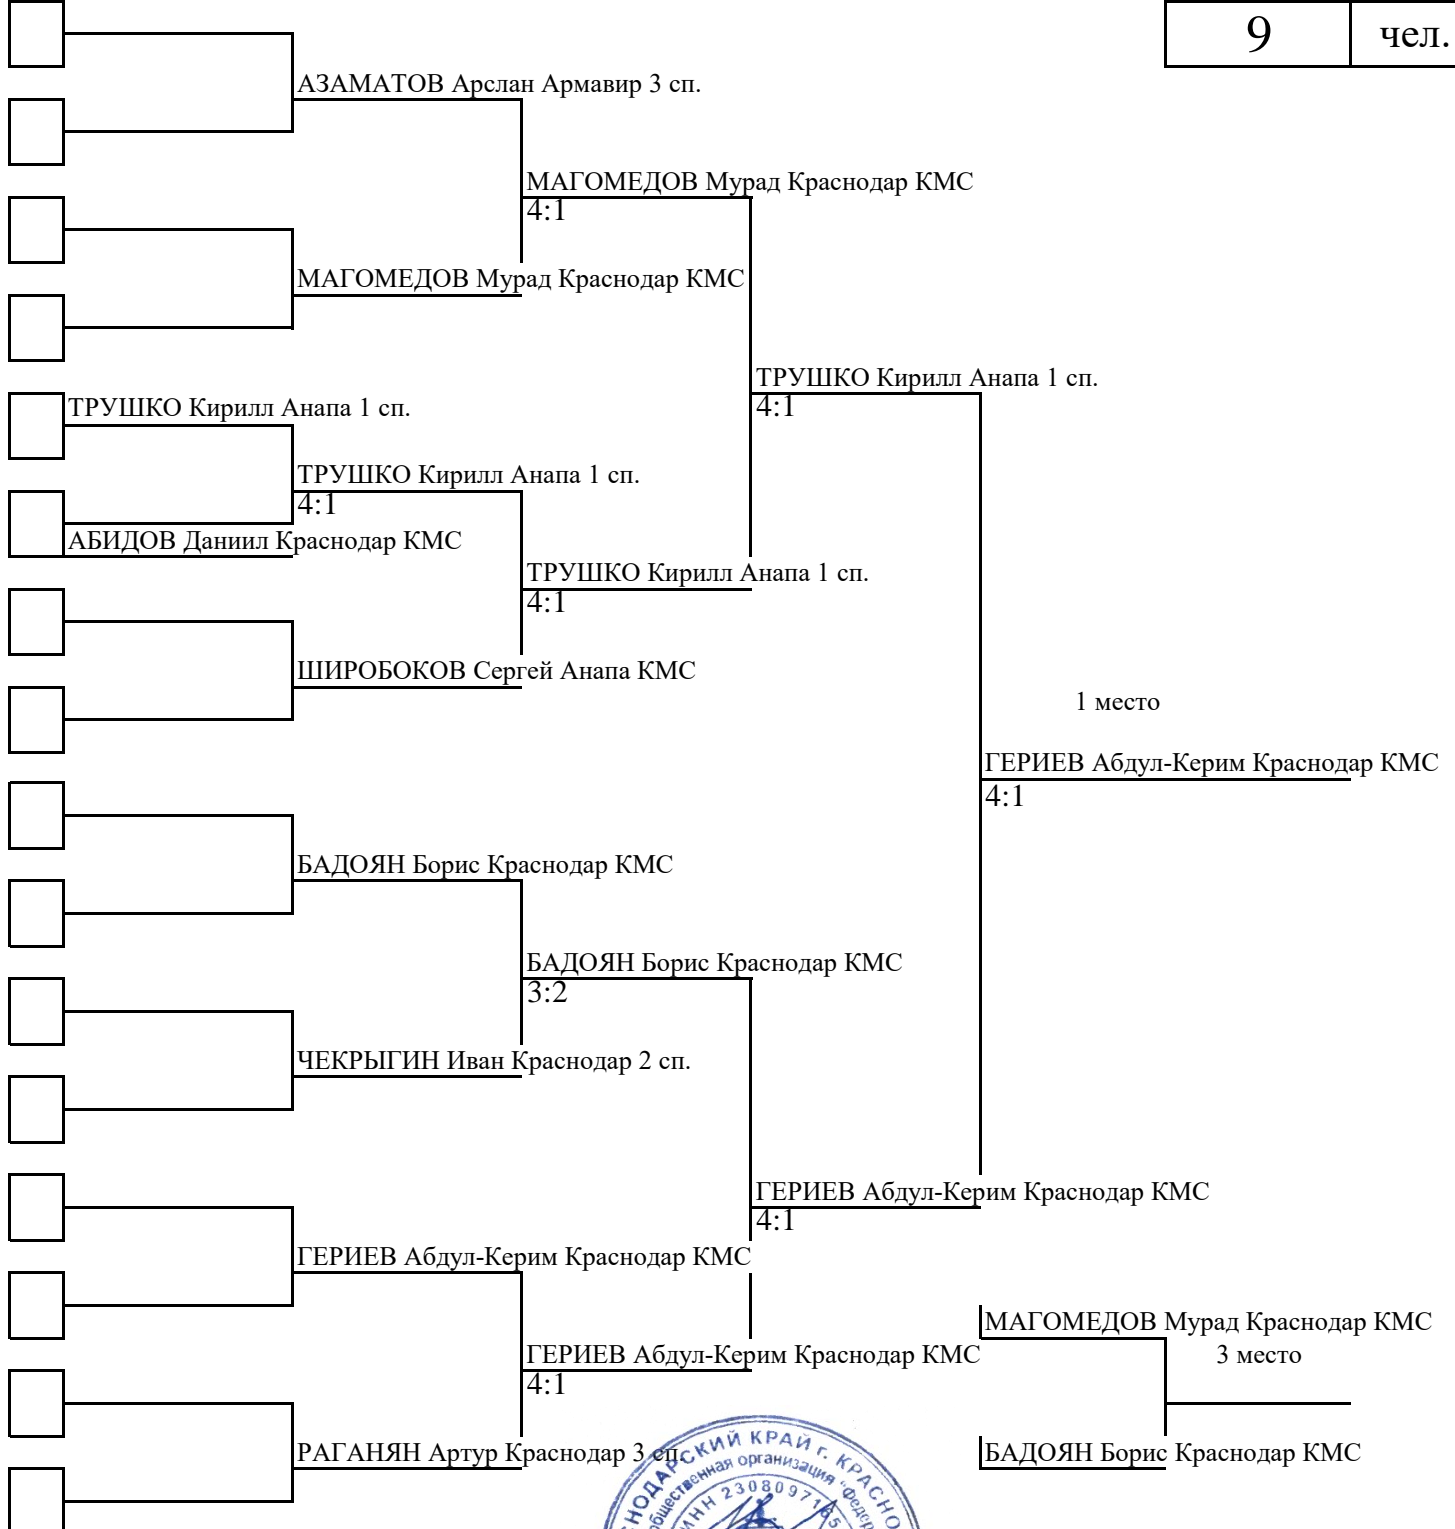 9 чел.
АЗАМАТОВ Арслан Армавир 3 сп.
МАГОМЕДОВ Мурад Краснодар КМС
4:1
МАГОМЕДОВ Мурад Краснодар КМС
ТРУШКО Кирилл Анапа 1 сп.
4:1
ТРУШКО Кирилл Анапа 1 сп.
ТРУШКО Кирилл Анапа 1 сп.
4:1
АБИДОВ Даниил Краснодар КМС
ТРУШКО Кирилл Анапа 1 сп.
4:1
ШИРОБОКОВ Сергей Анапа КМС
1 место
ГЕРИЕВ Абдул-Керим Краснодар КМС
4:1
БАДОЯН Борис Краснодар КМС
БАДОЯН Борис Краснодар КМС
3:2
ЧЕКРЫГИН Иван Краснодар 2 сп.
ГЕРИЕВ Абдул-Керим Краснодар КМС
4:1
ГЕРИЕВ Абдул-Керим Краснодар КМС
МАГОМЕДОВ Мурад Краснодар КМС
3 место
ГЕРИЕВ Абдул-Керим Краснодар КМС
4:1
РАГАНЯН Артур Краснодар 3 сп.
БАДОЯН Борис Краснодар КМС
КРАЙ г.
организация
ИНН